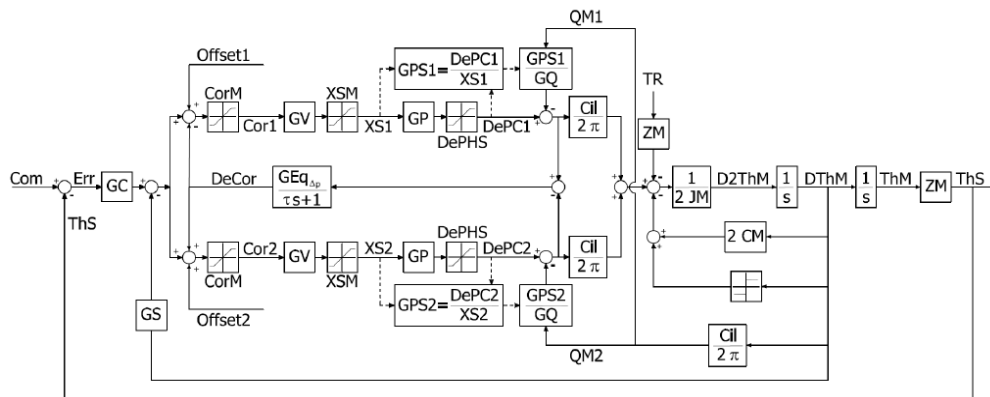 QM1
Offset1
GPS1=DePC1/XS1
GPS1/GQ
TR
CorM
XSM
Cor1
GV
XS1
GP
DePC1
DePHS
Cil/2 π
ZM
Com
Err
GC
DeCor
GEqΔp/τs+1
1/2 JM
D2ThM
1/s
DThM
1/s
ThM
ZM
ThS
ThS
DePHS
2 CM
Cor2
GV
XS2
GP
DePC2
Cil/2 π
CorM
XSM
GS
Offset2
GPS2=DePC2/XS2
GPS2/GQ
QM2
Cil/2 π